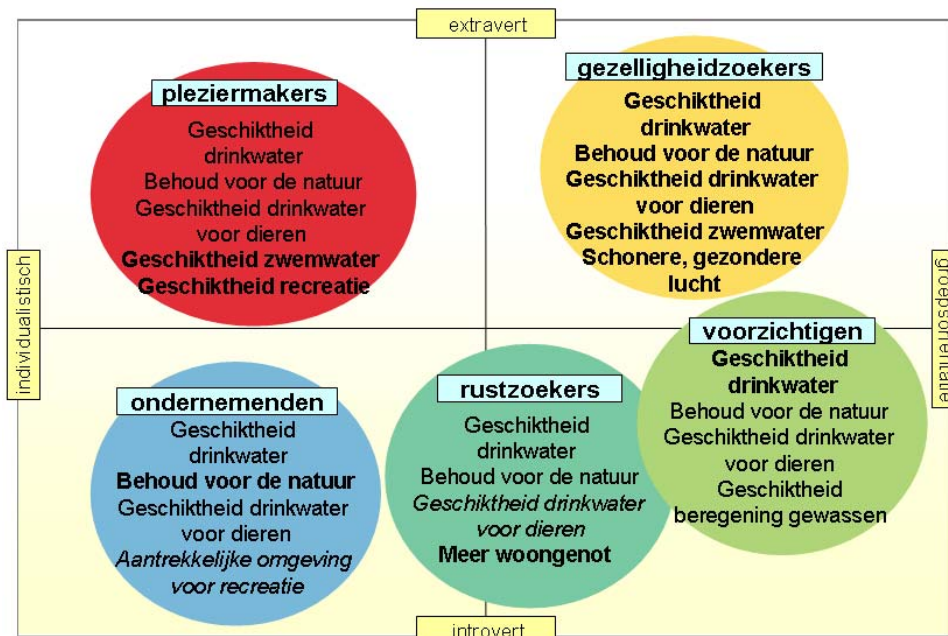 extravert
pleziermakers
Geschiktheid
drinkwater
Behoud voor de natuur
Geschiktheid drinkwater
voor dieren
Geschiktheid zwemwater
Geschiktheid recreatie
gezelligheidzoekers
Geschiktheid
drinkwater
Behoud voor de natuur
Geschiktheid drinkwater
voor dieren
Geschiktheid zwemwater
Schonere, gezondere
lucht
individualistisch
groepsorientatie
ondernemenden
Geschiktheid
drinkwater
Behoud voor de natuur
Geschiktheid drinkwater
voor dieren
Aantrekkelijke omgeving
voor recreatie
rustzoekers
Geschiktheid
drinkwater
Behoud voor de natuur
Geschiktheid drinkwater
voor dieren
Meer woongenot
voorzichtigen
Geschiktheid
drinkwater
Behoud voor de natuur
Geschiktheid drinkwater
voor dieren
Geschiktheid
beregening gewassen
introvert